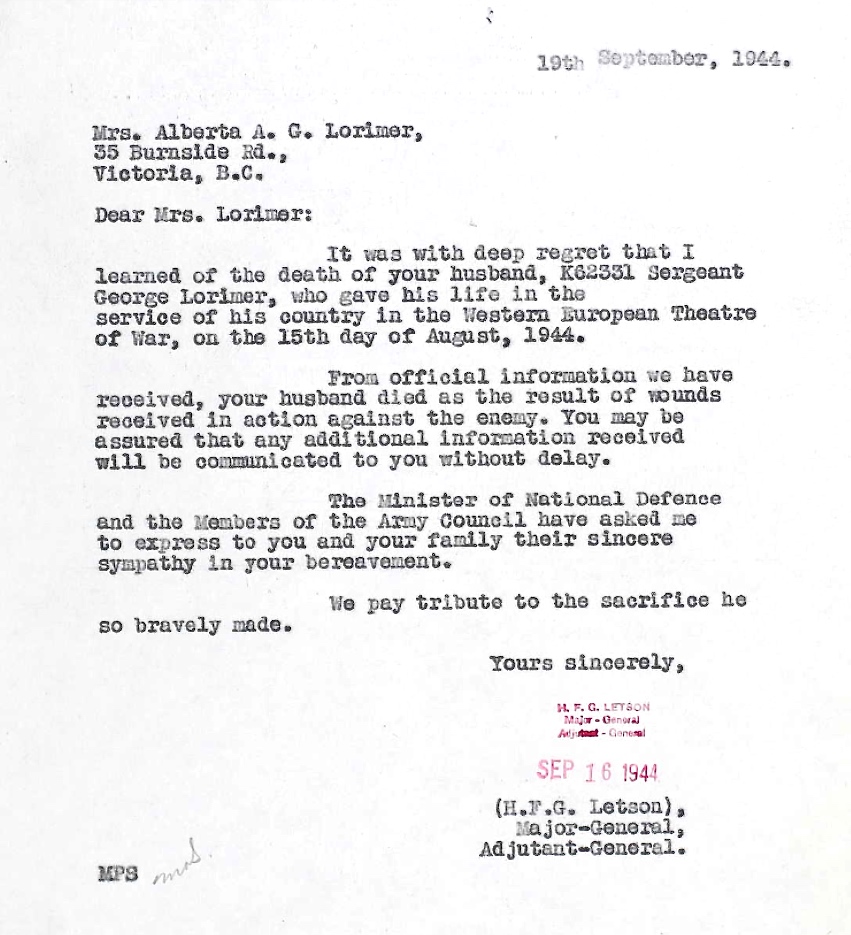 19th September, 1944.
Mrs. Alberta A. G. Lorimer,
35 Burnside Rd.,
Victoria, B.C.
Dear Mrs. Lorimer:
It was with deep regret that I
learned of the death of your husband, K62331 Sergeant
George Lorimer, who gave his life in the
service of his country in the Western European Theatre
of War, on the 15th day of August, 1944.
From official information we have
received, your husband died as the result of wounds
received in action against the enemy. You may be
assured that any additional information received
will be communicated to you without delay.
The Minister of National Defence
and the Members of the Army Council have asked me
to express to you and your family their sincere
sympathy in your bereavement.
We pay tribute to the sacrifice he
so bravely made.
Yours sincerely,
H. F. G. LETSON
Major - General
Adjutant - General
SEP 16 1944
(H.F.G. Letson),
Major-General,
Adjutant-General.
MPS